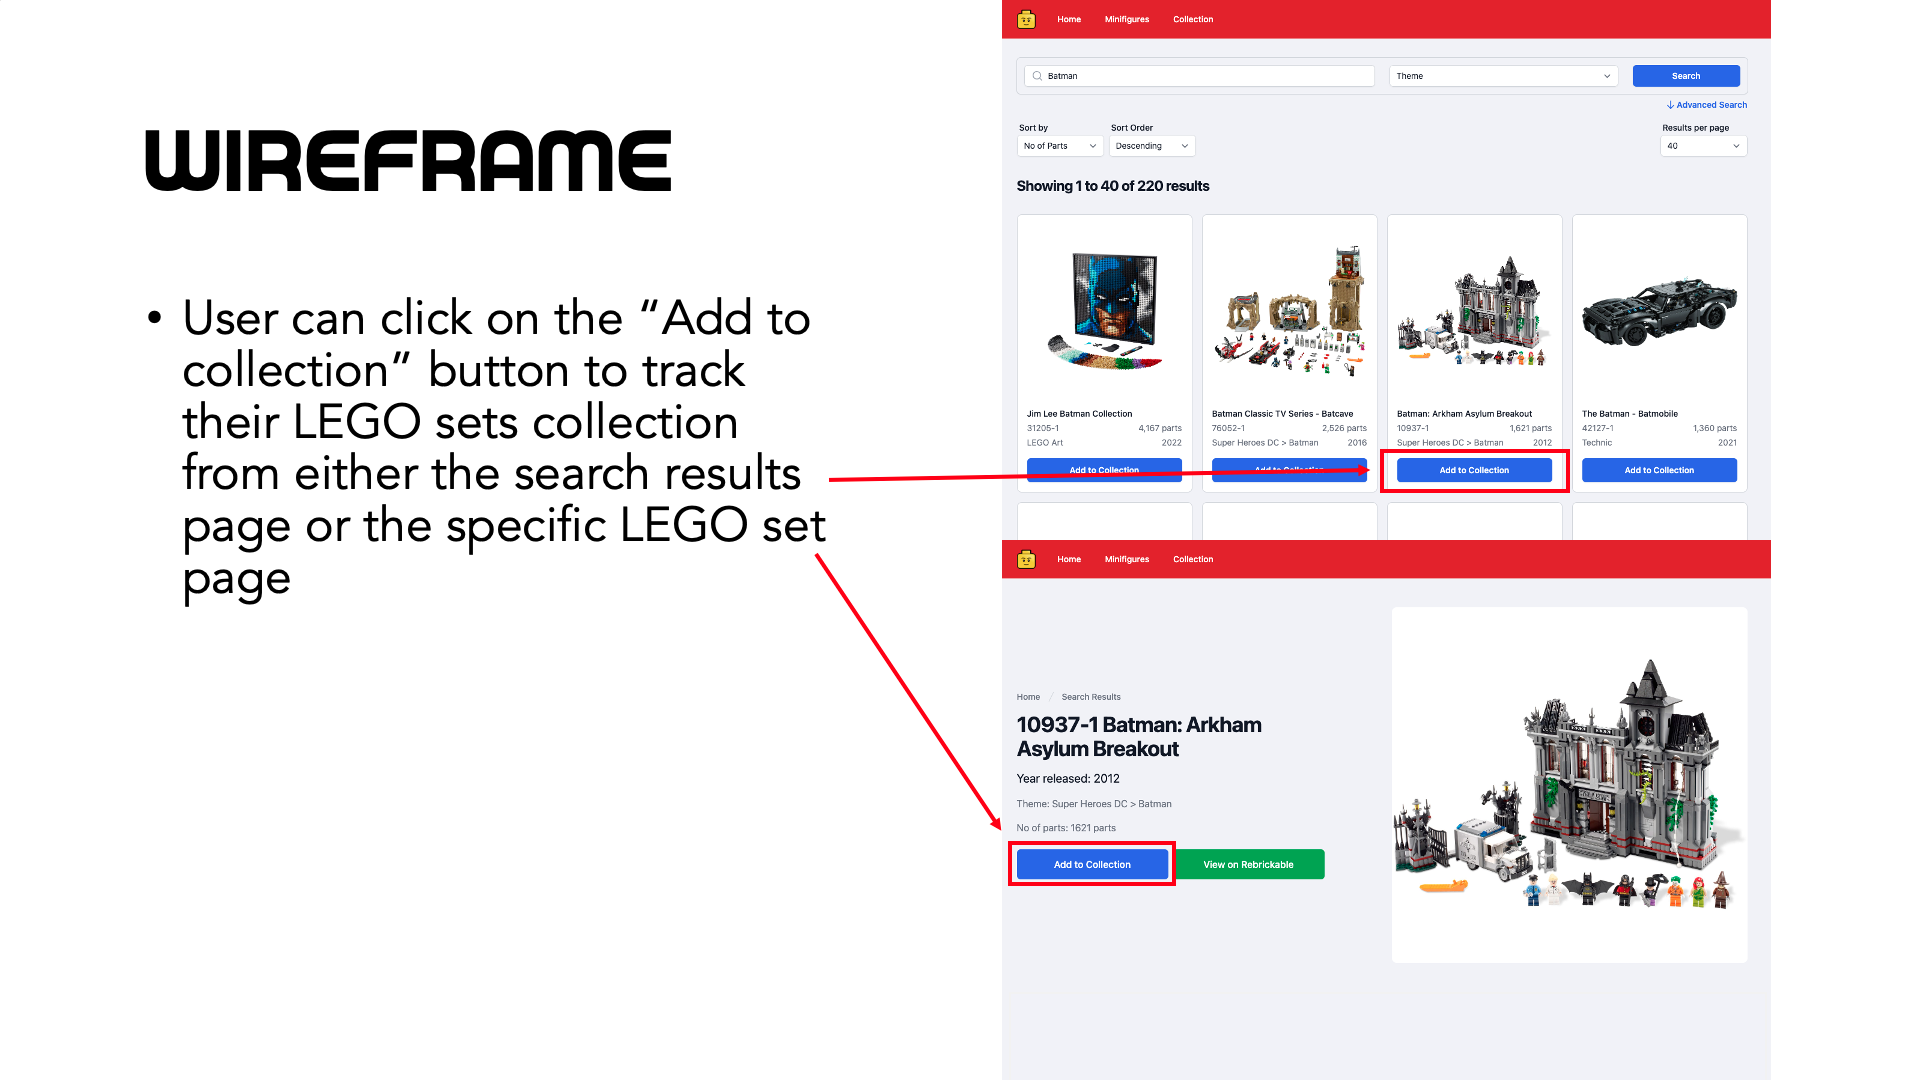 WIREFRAME
• User can click on the “Add to
collection” button to track
their LEGO sets collection
from either the search results
page or the specific LEGO set
page
Home Minifigures Collection
Batman
Theme
Search
Advanced Search
Sort by
Sort Order
Results per page
No of Parts
Descending
40
Showing 1 to 40 of 220 results
Jim Lee Batman Collection
31205-1 4,167 parts
LEGO Art 2022
Add to Collection
Batman Classic TV Series - Batcave
76052-1 2,526 parts
Super Heroes DC > Batman 2016
Add to Collection
Batman: Arkham Asylum Breakout
10937-1 1,621 parts
Super Heroes DC > Batman 2012
Add to Collection
The Batman - Batmobile
42127-1 1,360 parts
Technic 2021
Add to Collection
Home Minifigures Collection
Home / Search Results
10937-1 Batman: Arkham
Asylum Breakout
Year released: 2012
Theme: Super Heroes DC > Batman
No of parts: 1621 parts
Add to Collection
View on Rebrickable